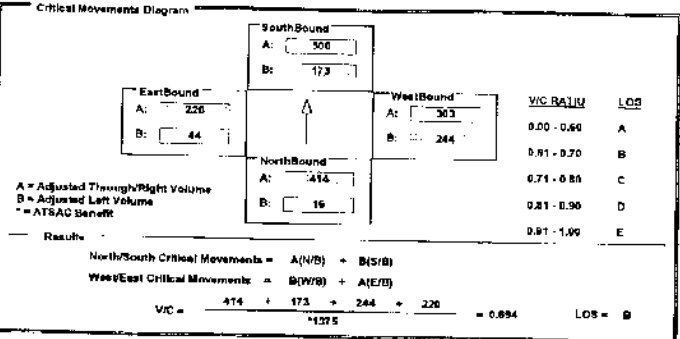 Critical Movements Diagram
SouthBound
A: 500
B: 173
EastBound
A: 220
B: 44
WestBound
A: 303
B: 244
NorthBound
A: 414
B: 16
V/C RATIO LOS
0.00 - 0.60 A
0.61 - 0.70 B
0.71 - 0.80 C
0.81 - 0.90 D
0.91 - 1.00 E
A = Adjusted Through/Right Volume
B = Adjusted Left Volume
* = ATSAC Benefit
Results
North/South Critical Movements = A(N/B) + B(S/B)
West/East Critical Movements = B(W/B) + A(E/B)
V/C = 414 + 173 + 244 + 220 = 0.694 LOS = B
*1375